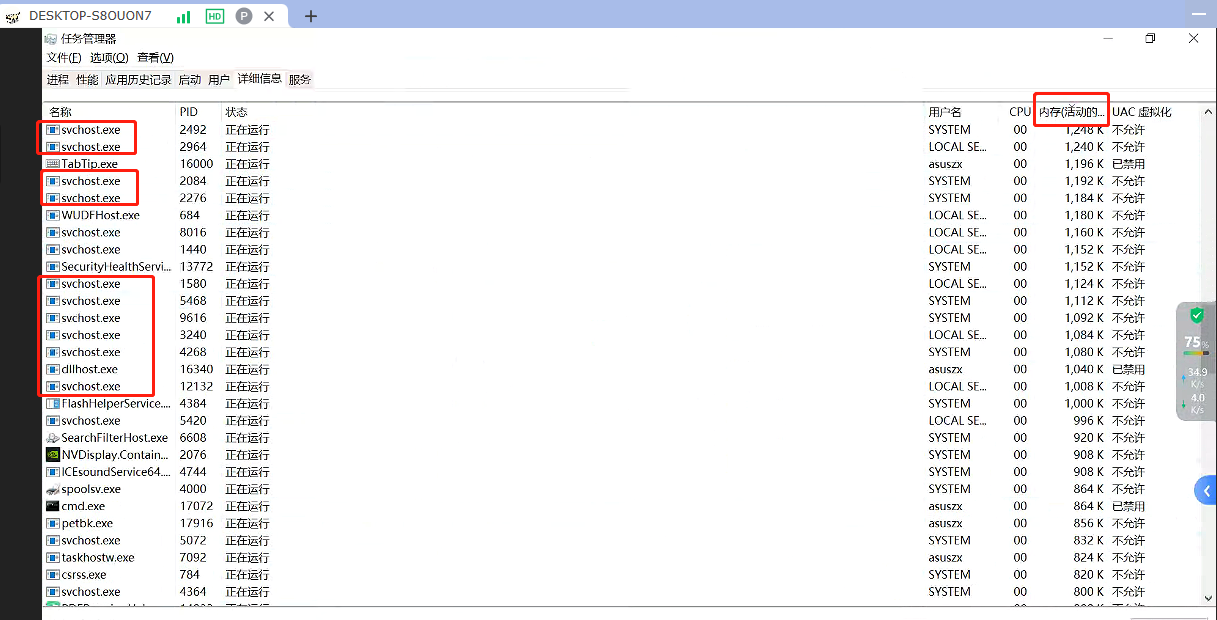 DESKTOP-S8OUON7 HD P
任务管理器
文件(F) 选项(O) 查看(V)
进程 性能 应用历史记录 启动 用户 详细信息 服务
名称 PID 状态 用户名 CPU 内存(活动的... UAC 虚拟化
svchost.exe 2492 正在运行 SYSTEM 00 1,248 K 不允许
svchost.exe 2964 正在运行 LOCAL SE... 00 1,240 K 不允许
TabTip.exe 16000 正在运行 asuszx 00 1,196 K 已禁用
svchost.exe 2084 正在运行 SYSTEM 00 1,192 K 不允许
svchost.exe 2276 正在运行 SYSTEM 00 1,184 K 不允许
WUDFHost.exe 684 正在运行 LOCAL SE... 00 1,180 K 不允许
svchost.exe 8016 正在运行 LOCAL SE... 00 1,160 K 不允许
svchost.exe 1440 正在运行 LOCAL SE... 00 1,152 K 不允许
SecurityHealthServi... 13772 正在运行 SYSTEM 00 1,152 K 不允许
svchost.exe 1580 正在运行 LOCAL SE... 00 1,124 K 不允许
svchost.exe 5468 正在运行 SYSTEM 00 1,112 K 不允许
svchost.exe 9616 正在运行 SYSTEM 00 1,092 K 不允许
svchost.exe 3240 正在运行 LOCAL SE... 00 1,084 K 不允许
svchost.exe 4268 正在运行 SYSTEM 00 1,080 K 不允许
dllhost.exe 16340 正在运行 asuszx 00 1,040 K 已禁用
svchost.exe 12132 正在运行 LOCAL SE... 00 1,008 K 不允许
FlashHelperService.... 4384 正在运行 SYSTEM 00 1,000 K 不允许
svchost.exe 5420 正在运行 LOCAL SE... 00 996 K 不允许
SearchFilterHost.exe 6608 正在运行 SYSTEM 00 920 K 不允许
NVDisplay.Contain... 2076 正在运行 SYSTEM 00 908 K 不允许
ICEsoundService64.... 4744 正在运行 SYSTEM 00 908 K 不允许
spoolsv.exe 4000 正在运行 SYSTEM 00 864 K 不允许
cmd.exe 17072 正在运行 asuszx 00 864 K 已禁用
petbk.exe 17916 正在运行 asuszx 00 856 K 不允许
svchost.exe 5072 正在运行 SYSTEM 00 832 K 不允许
taskhostw.exe 7092 正在运行 asuszx 00 824 K 不允许
csrss.exe 784 正在运行 SYSTEM 00 820 K 不允许
svchost.exe 4364 正在运行 SYSTEM 00 800 K 不允许
75%
34.9
K/s
4.0
K/s